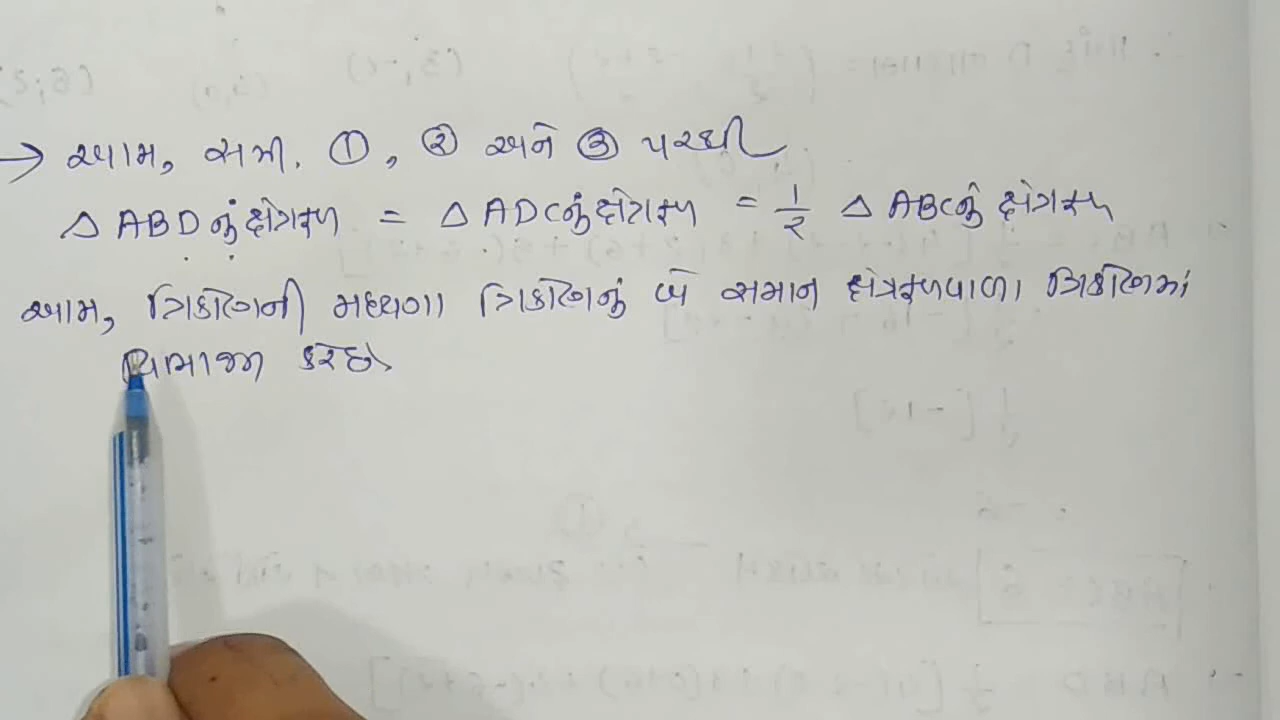 → આમ, સમી. ①, ② અને ③ પરથી
△ ABD નું ક્ષેત્રફળ = △ ADC નું ક્ષેત્રફળ = 1/2 △ ABC નું ક્ષેત્રફળ
આમ, ત્રિકોણની મધ્યગા ત્રિકોણનું બે સમાન ક્ષેત્રફળવાળા ત્રિકોણમાં
કરે છે